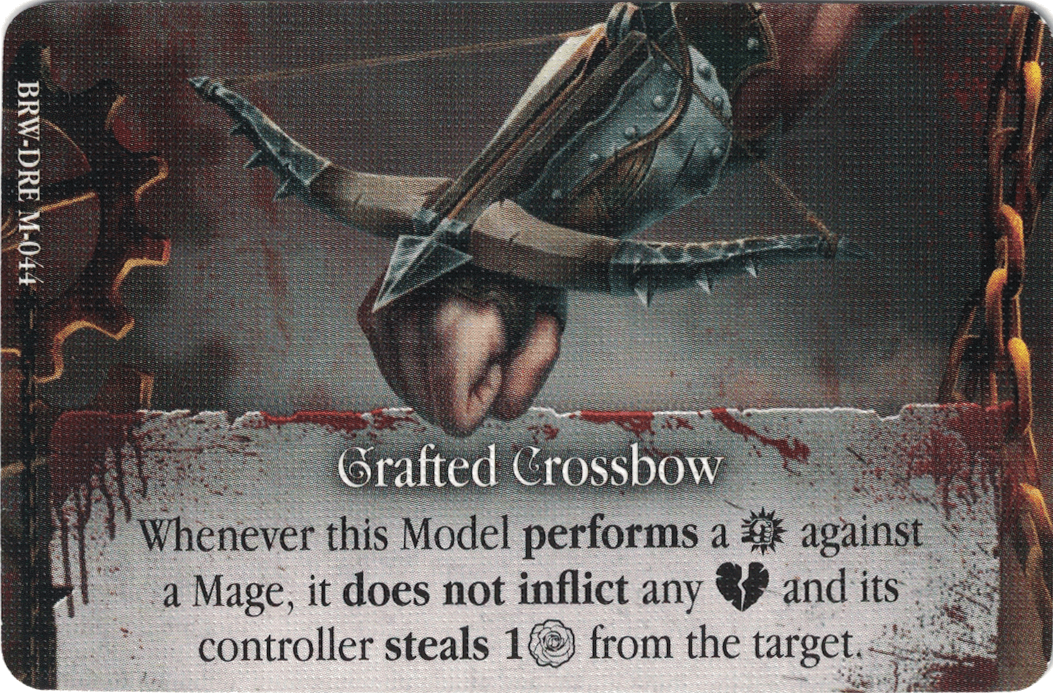 BRW-DRE M-044
Grafted Crossbow
Whenever this Model performs a against
a Mage, it does not inflict any and its
controller steals 1 from the target.